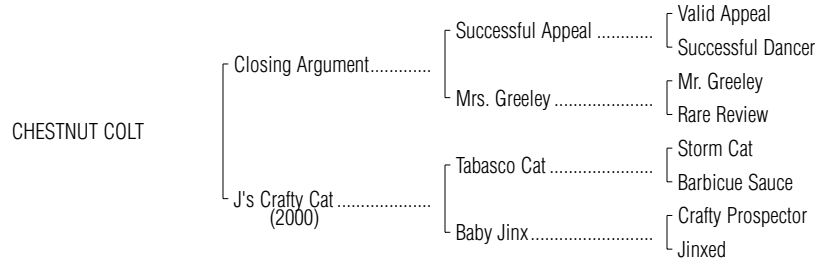 Valid Appeal
Successful Appeal ............
Successful Dancer
Closing Argument.............
Mr. Greeley
Mrs. Greeley .....................
Rare Review
CHESTNUT COLT
Storm Cat
Tabasco Cat ......................
Barbicue Sauce
J's Crafty Cat ....................
(2000)
Crafty Prospector
Baby Jinx..........................
Jinxed